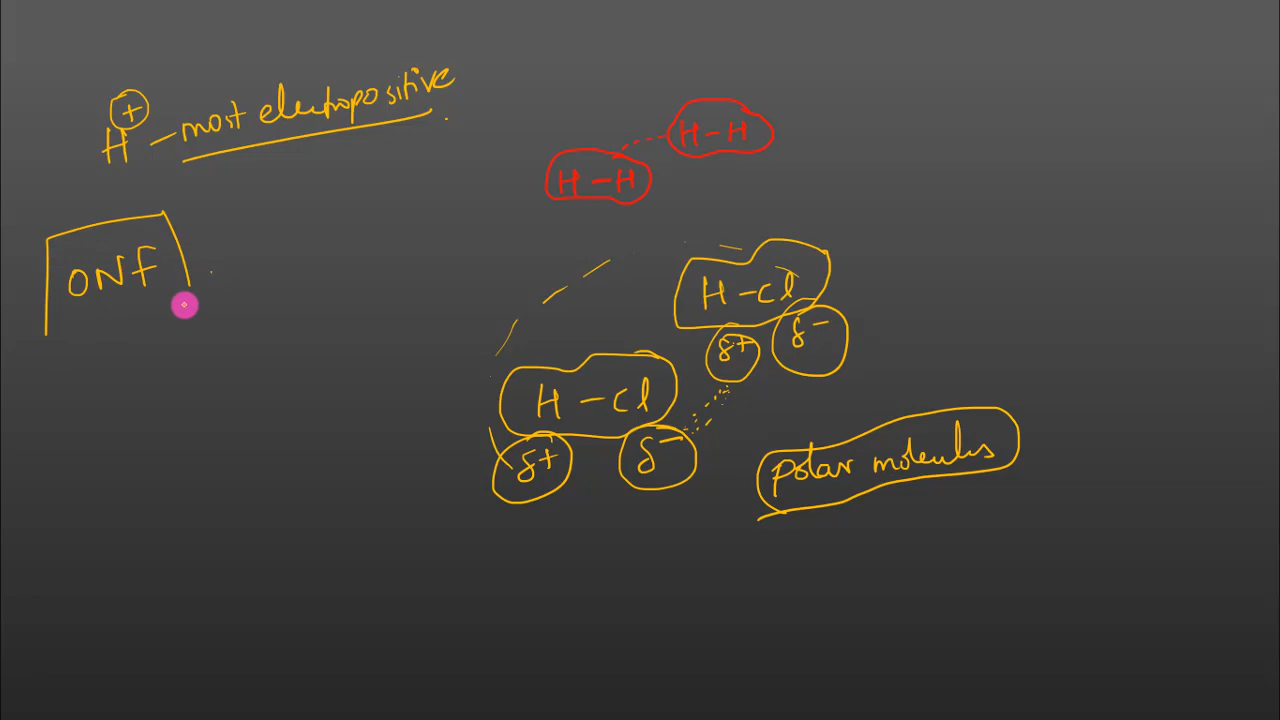 H⁺ – most electropositive
H – H
H – H
ONF
H – Cl
δ+ δ-
H – Cl
δ+ δ-
polar molecules